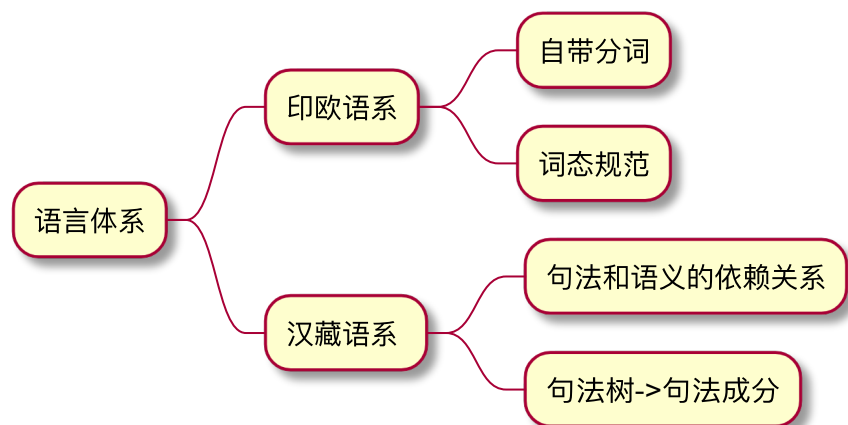 语言体系
印欧语系
自带分词
词态规范
汉藏语系
句法和语义的依赖关系
句法树->句法成分